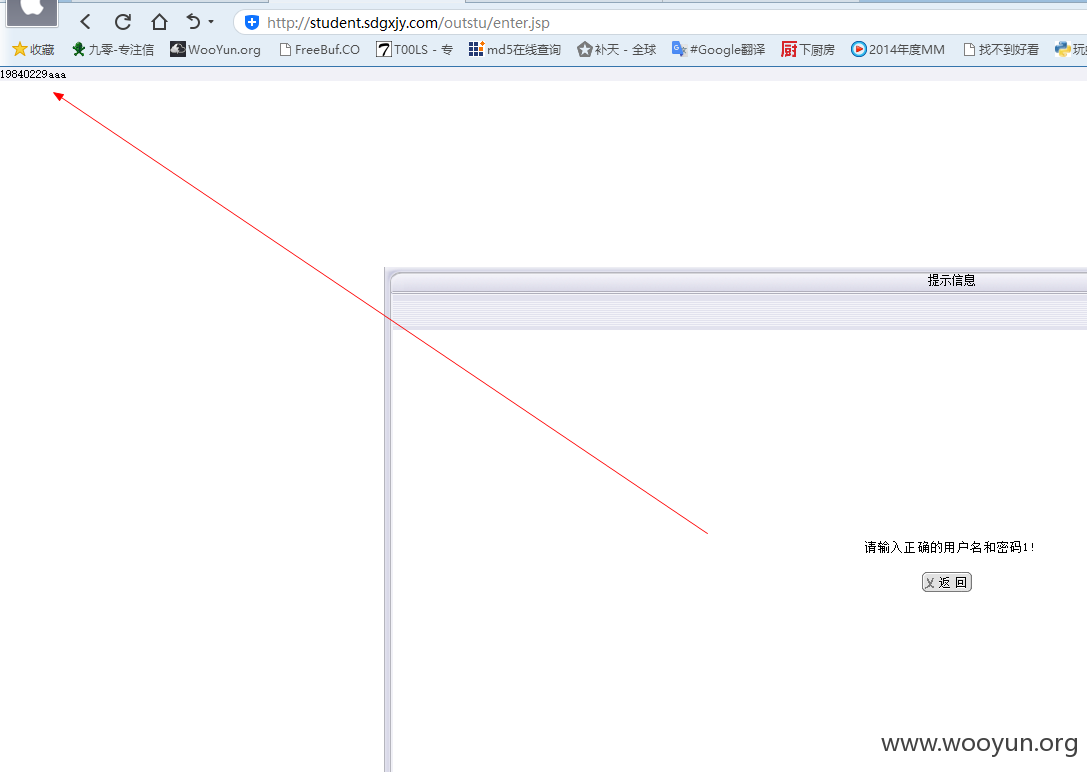 http://student.sdgxjy.com/outstu/enter.jsp
收藏 九零-专注信 WooYun.org FreeBuf.CO T00LS - 专 md5在线查询 补天 - 全球 #Google翻译 下厨房 2014年度MM 找不到好看
19840229aaa
提示信息
请输入正确的用户名和密码1!
返 回
www.wooyun.org